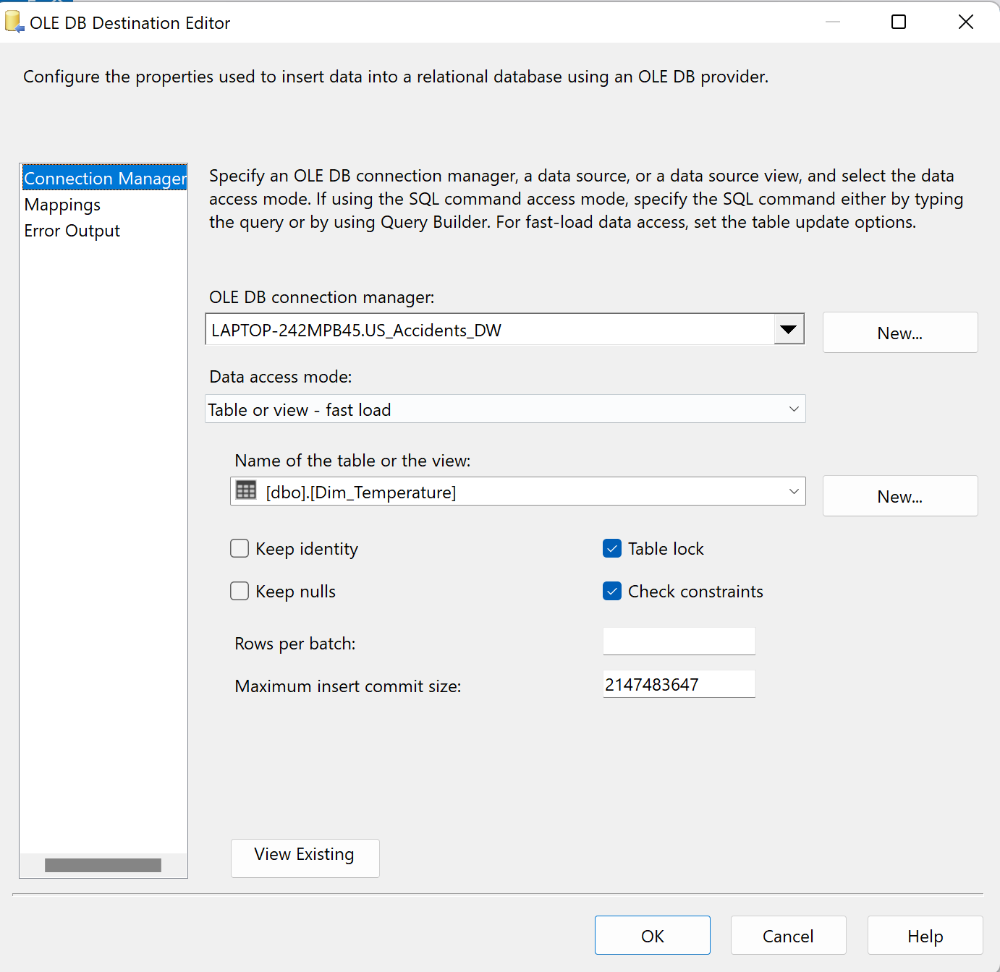 OLE DB Destination Editor
Configure the properties used to insert data into a relational database using an OLE DB provider.
Connection Manager
Mappings
Error Output
Specify an OLE DB connection manager, a data source, or a data source view, and select the data
access mode. If using the SQL command access mode, specify the SQL command either by typing
the query or by using Query Builder. For fast-load data access, set the table update options.
OLE DB connection manager:
LAPTOP-242MPB45.US_Accidents_DW
New...
Data access mode:
Table or view - fast load
Name of the table or the view:
[dbo].[Dim_Temperature]
New...
Keep identity
Table lock
Keep nulls
Check constraints
Rows per batch:
Maximum insert commit size:
2147483647
View Existing
OK
Cancel
Help